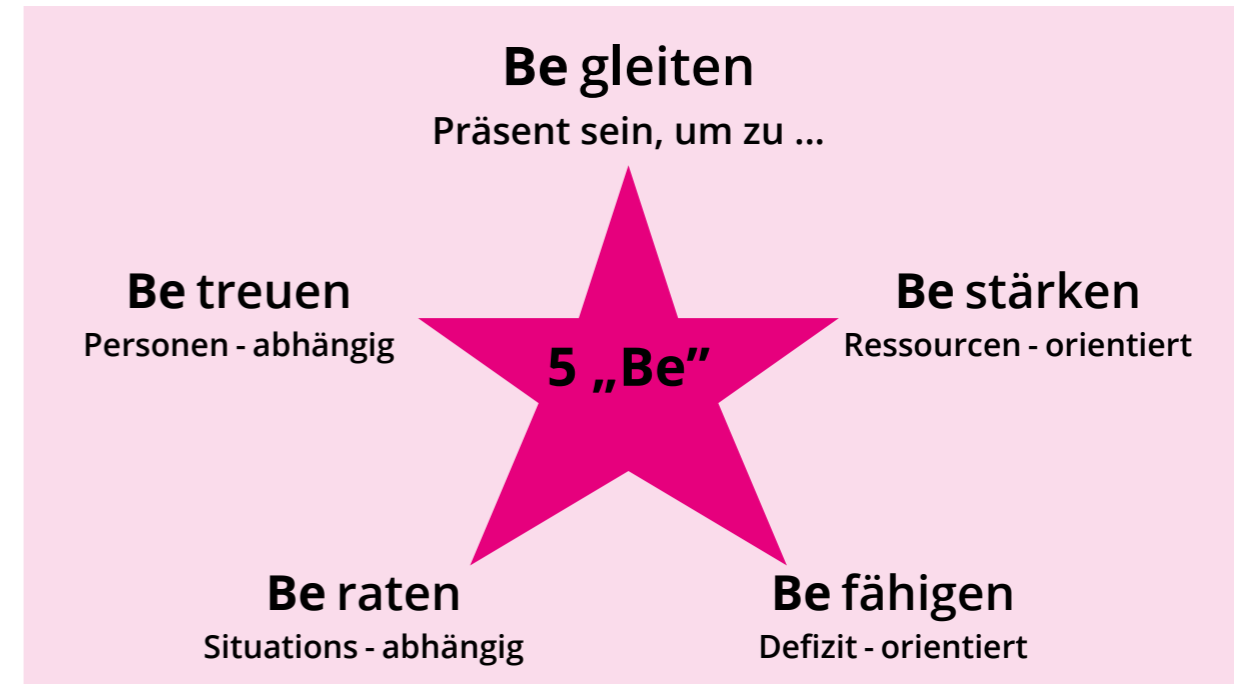 Be gleiten
Präsent sein, um zu ...
Be treuen
Personen - abhängig
Be stärken
Ressourcen - orientiert
5 „Be”
Be raten
Situations - abhängig
Be fähigen
Defizit - orientiert